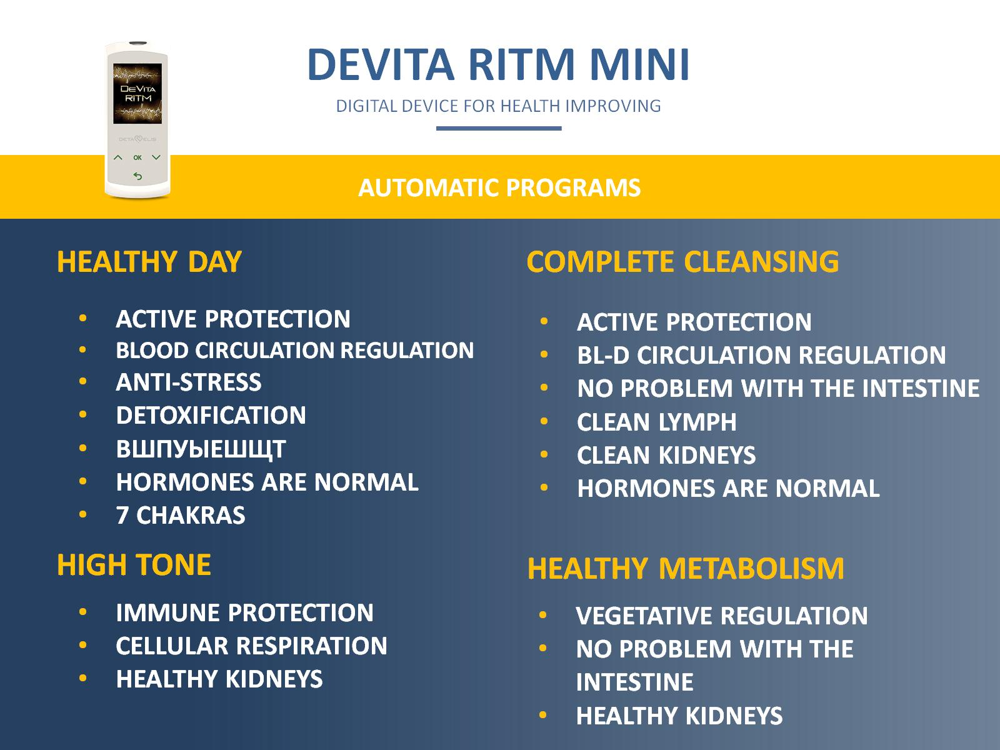 DEVITA RITM MINI
DIGITAL DEVICE FOR HEALTH IMPROVING
DEVITA
RITM
DETA ELIS
OK
AUTOMATIC PROGRAMS
HEALTHY DAY
• ACTIVE PROTECTION
• BLOOD CIRCULATION REGULATION
• ANTI-STRESS
• DETOXIFICATION
• ВШПУЫЕШЩТ
• HORMONES ARE NORMAL
• 7 CHAKRAS
HIGH TONE
• IMMUNE PROTECTION
• CELLULAR RESPIRATION
• HEALTHY KIDNEYS
COMPLETE CLEANSING
• ACTIVE PROTECTION
• BL-D CIRCULATION REGULATION
• NO PROBLEM WITH THE INTESTINE
• CLEAN LYMPH
• CLEAN KIDNEYS
• HORMONES ARE NORMAL
HEALTHY METABOLISM
• VEGETATIVE REGULATION
• NO PROBLEM WITH THE
INTESTINE
• HEALTHY KIDNEYS